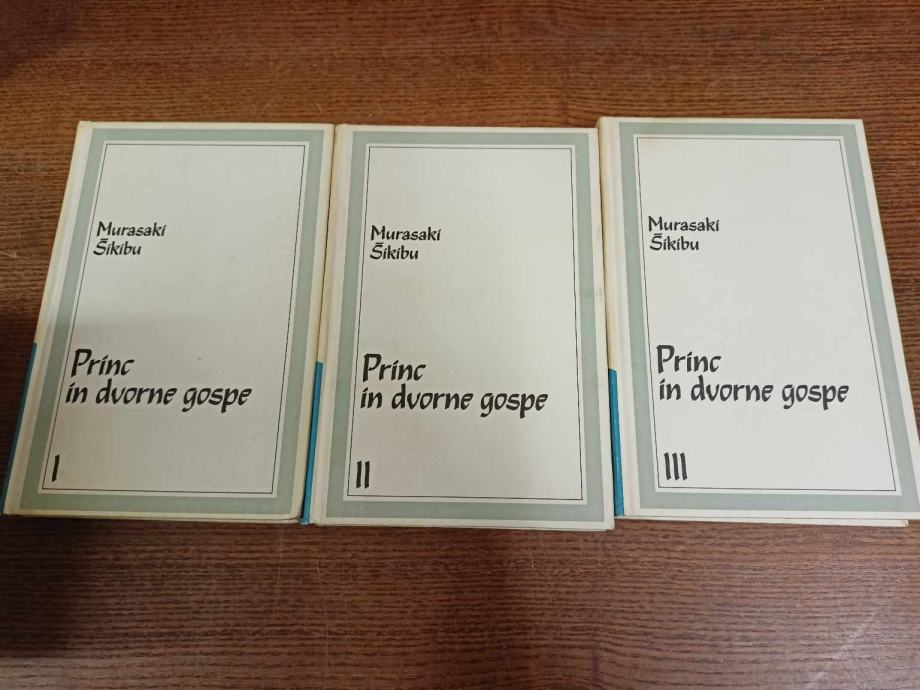 Murasaki
Šikibu
Princ
in dvorne gospe
I
Murasaki
Šikibu
Princ
in dvorne gospe
II
Murasaki
Šikibu
Princ
in dvorne gospe
III